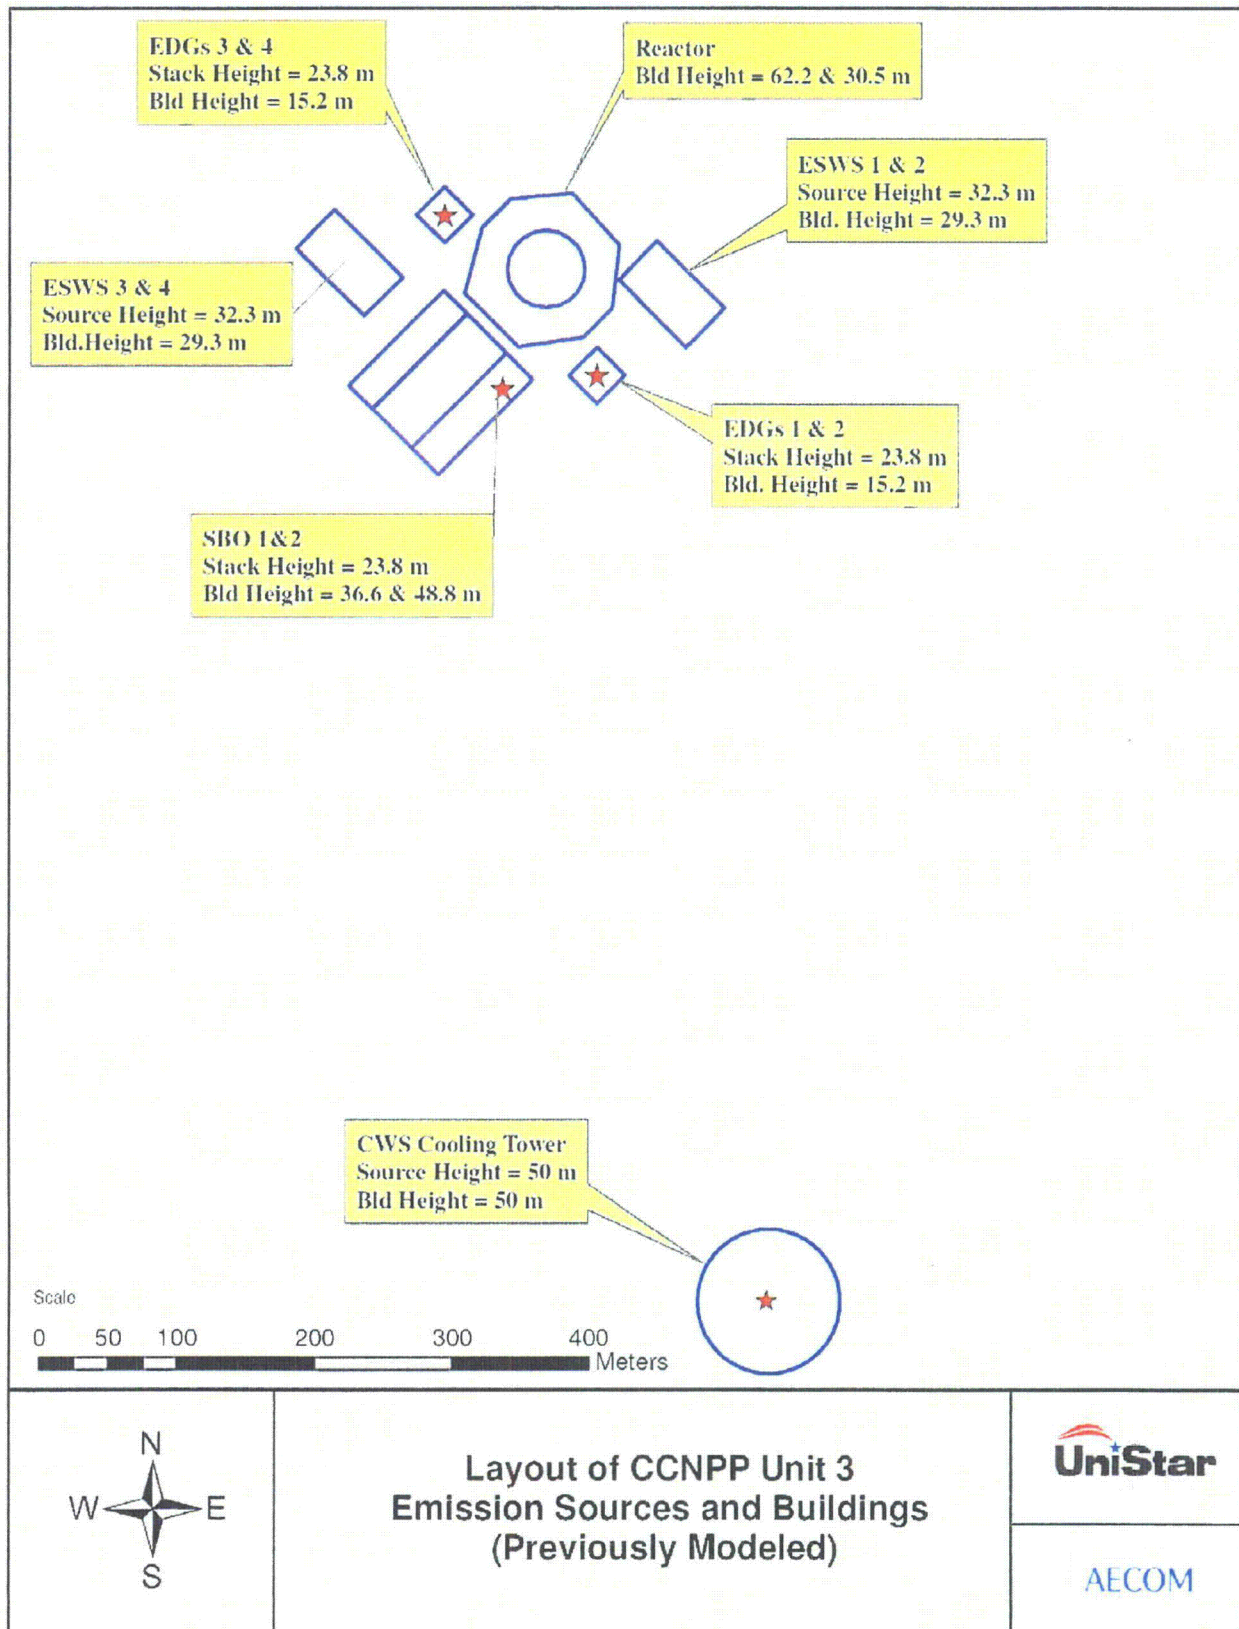 EDGs 3 & 4
Stack Height = 23.8 m
Bld Height = 15.2 m
Reactor
Bld Height = 62.2 & 30.5 m
ESWS 1 & 2
Source Height = 32.3 m
Bld. Height = 29.3 m
ESWS 3 & 4
Source Height = 32.3 m
Bld.Height = 29.3 m
EDGs 1 & 2
Stack Height = 23.8 m
Bld. Height = 15.2 m
SBO 1&2
Stack Height = 23.8 m
Bld Height = 36.6 & 48.8 m
CWS Cooling Tower
Source Height = 50 m
Bld Height = 50 m
Scale
0 50 100 200 300 400
Meters
N
W E
S
Layout of CCNPP Unit 3
Emission Sources and Buildings
(Previously Modeled)
UniStar
AECOM